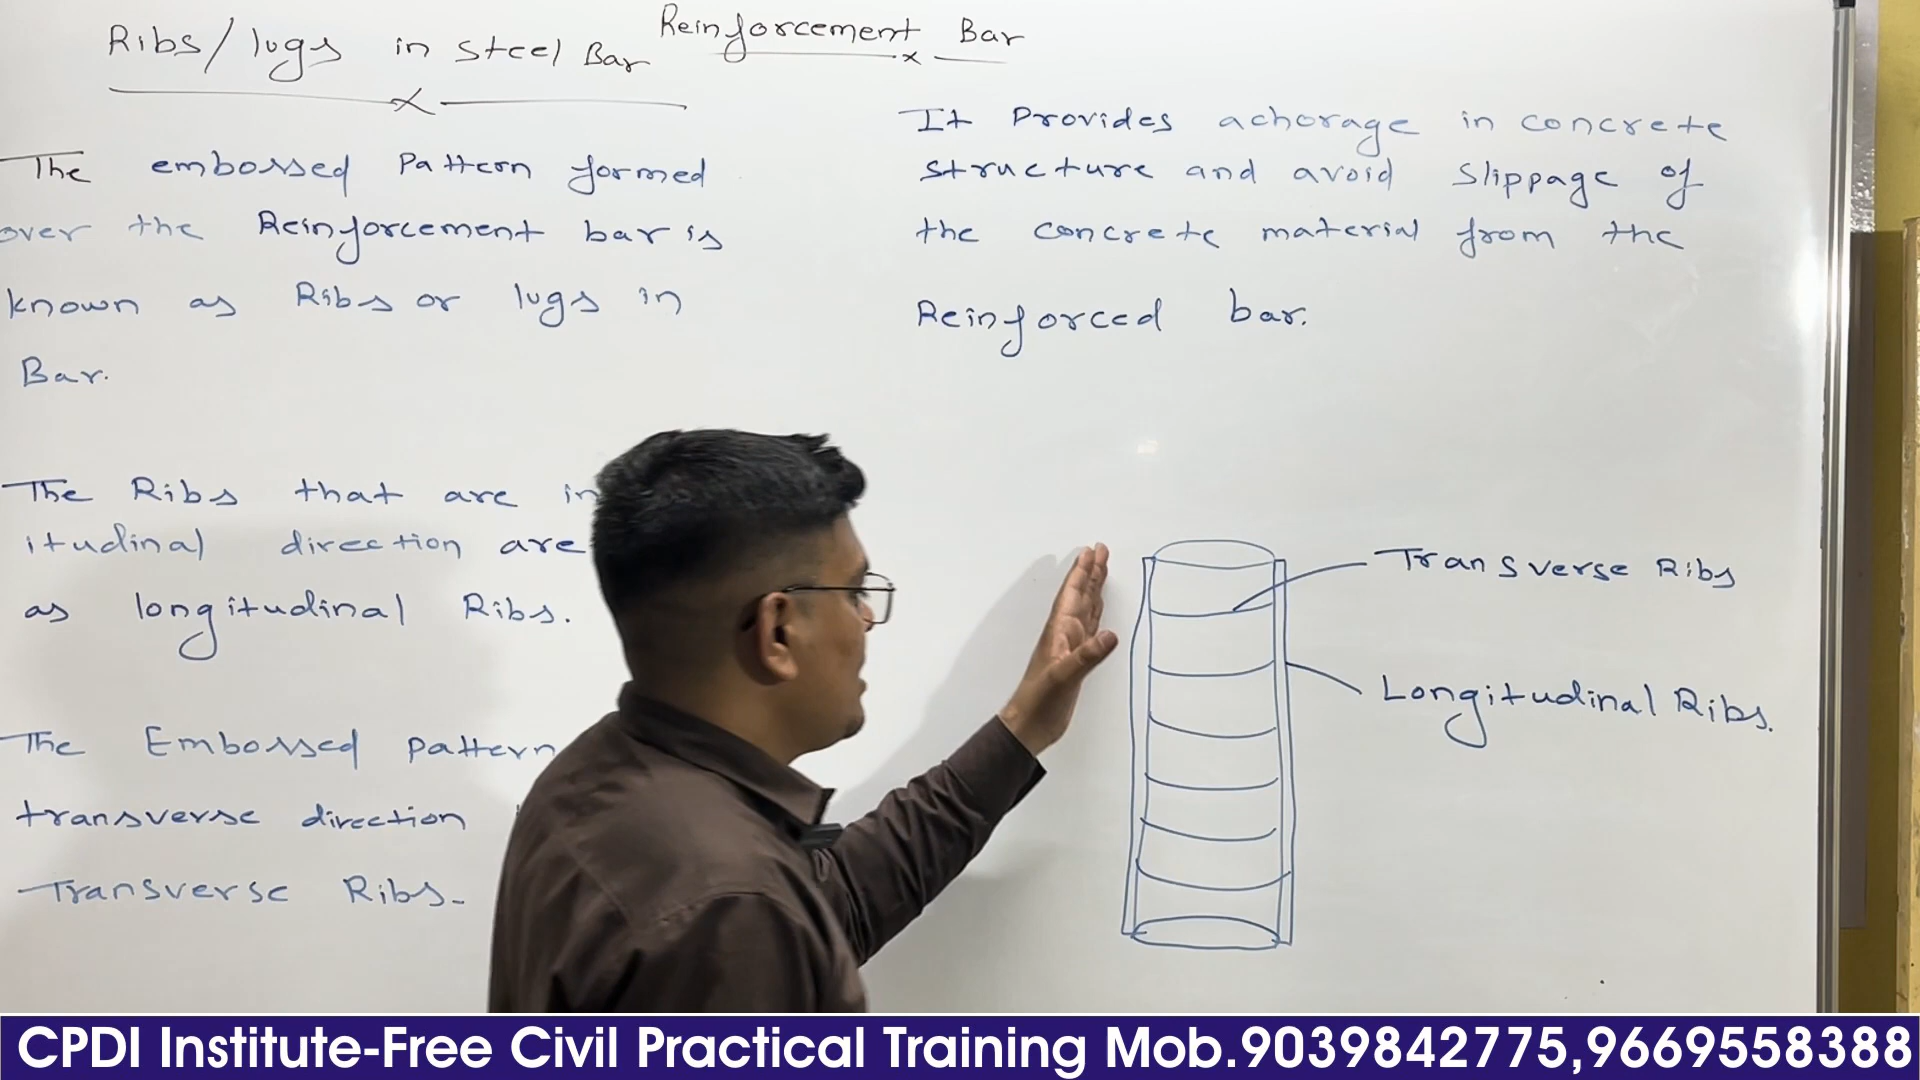 Ribs/lugs in steel Bar
Reinforcement Bar
The embossed Pattern formed
over the Reinforcement bar is
known as Ribs or lugs in
Bar.
The Ribs that are in
itudinal direction are
as longitudinal Ribs.
The Embossed pattern
transverse direction
Transverse Ribs.
It Provides achorage in concrete
structure and avoid slippage of
the concrete material from the
Reinforced bar.
Transverse Ribs
Longitudinal Ribs.
CPDI Institute-Free Civil Practical Training Mob.9039842775,9669558388